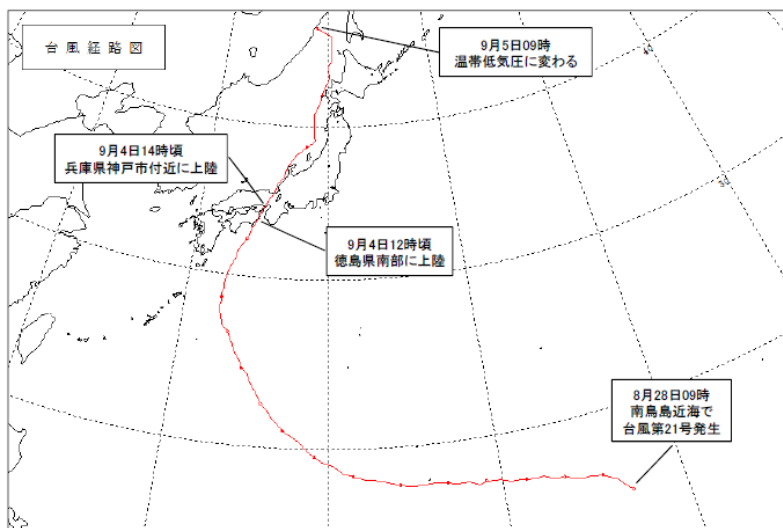 台風経路図
9月5日09時
温帯低気圧に変わる
9月4日14時頃
兵庫県神戸市付近に上陸
9月4日12時頃
徳島県南部に上陸
8月28日09時
南鳥島近海で
台風第21号発生